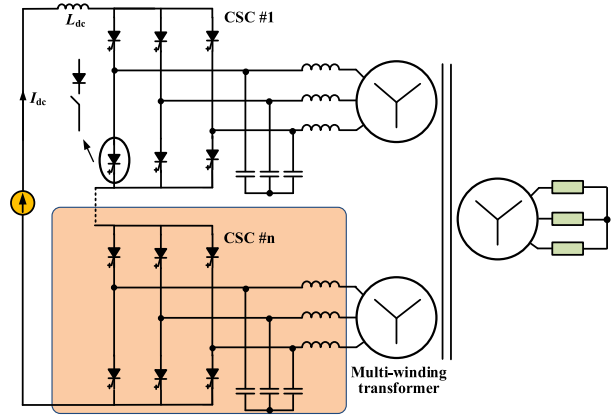 CSC #1
Ldc
Idc
CSC #n
Multi-winding
transformer